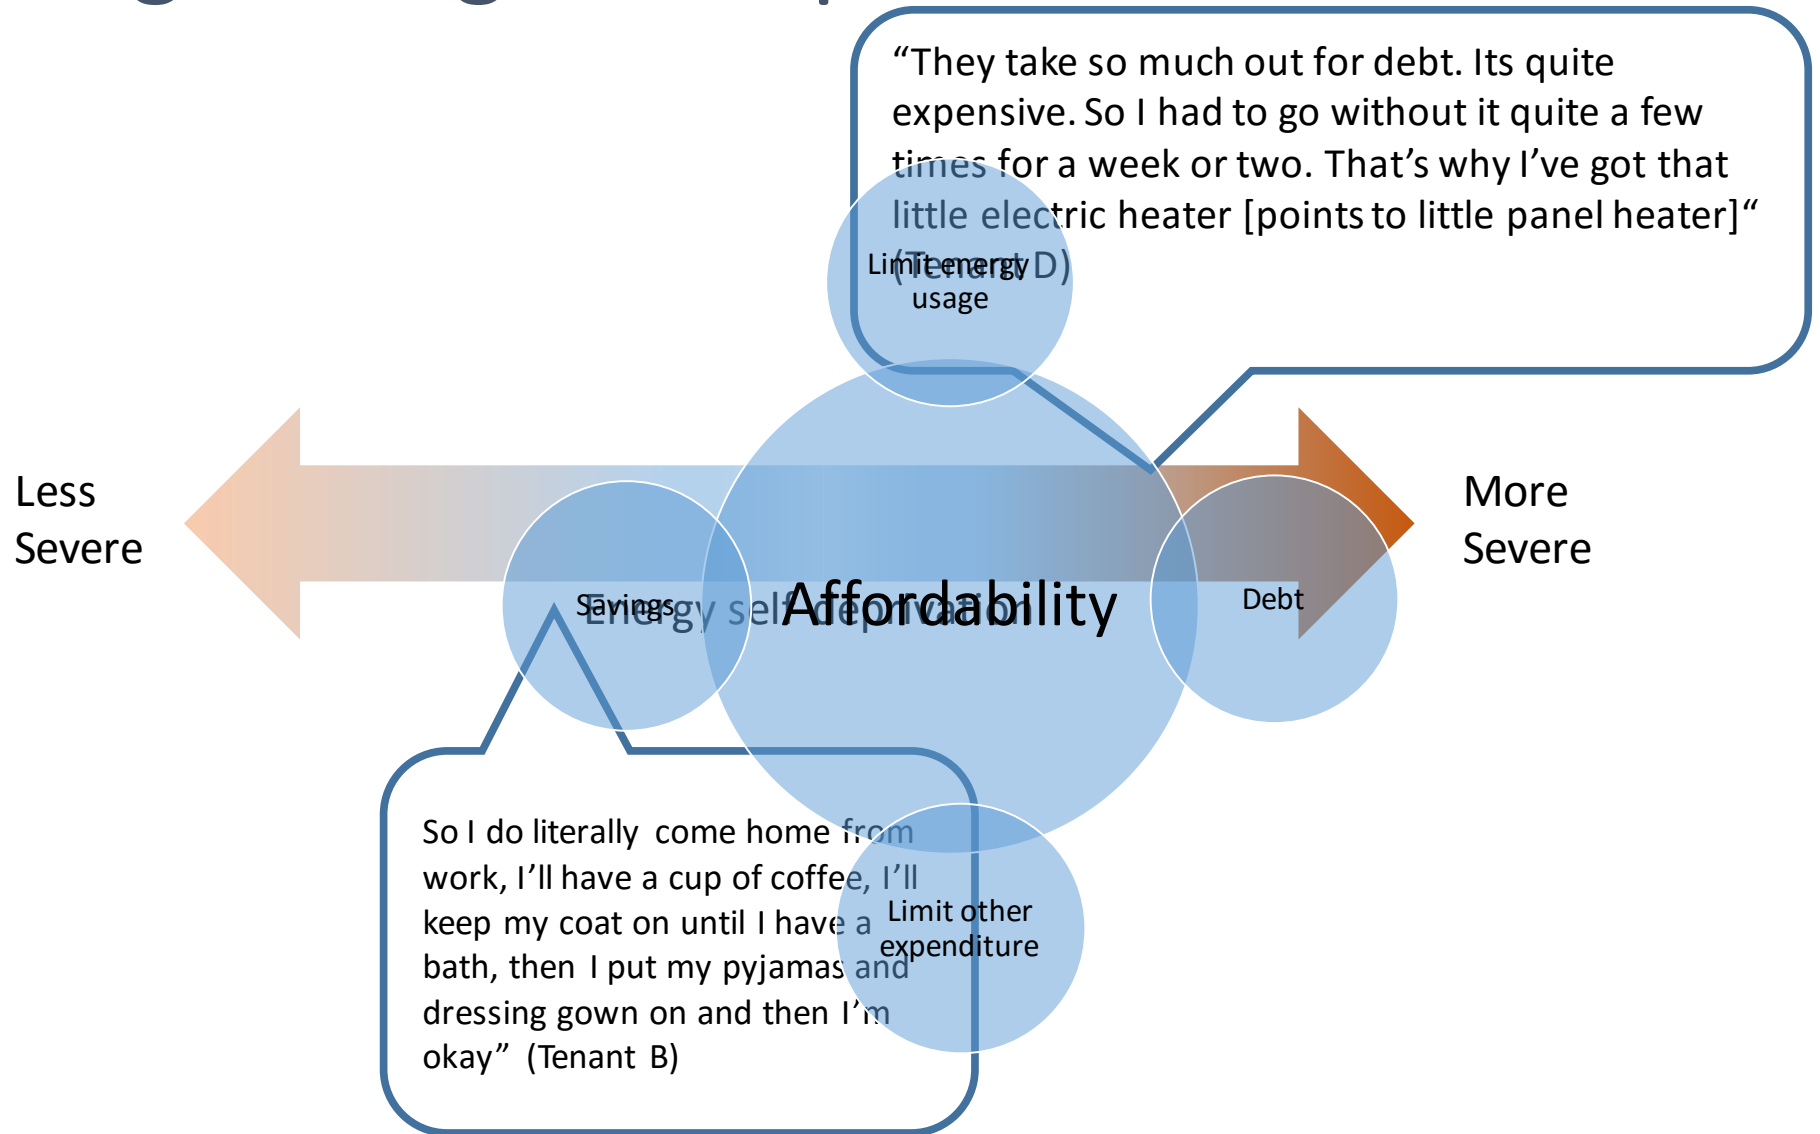 “They take so much out for debt. Its quite
expensive. So I had to go without it quite a few
times for a week or two. That’s why I’ve got that
little electric heater [points to little panel heater]“
(Tenant D)
Limit energy
usage
Less
Severe
More
Severe
Savings
Energy self deprivation
Affordability
Debt
So I do literally come home from
work, I’ll have a cup of coffee, I’ll
keep my coat on until I have a
bath, then I put my pyjamas and
dressing gown on and then I’m
okay” (Tenant B)
Limit other
expenditure